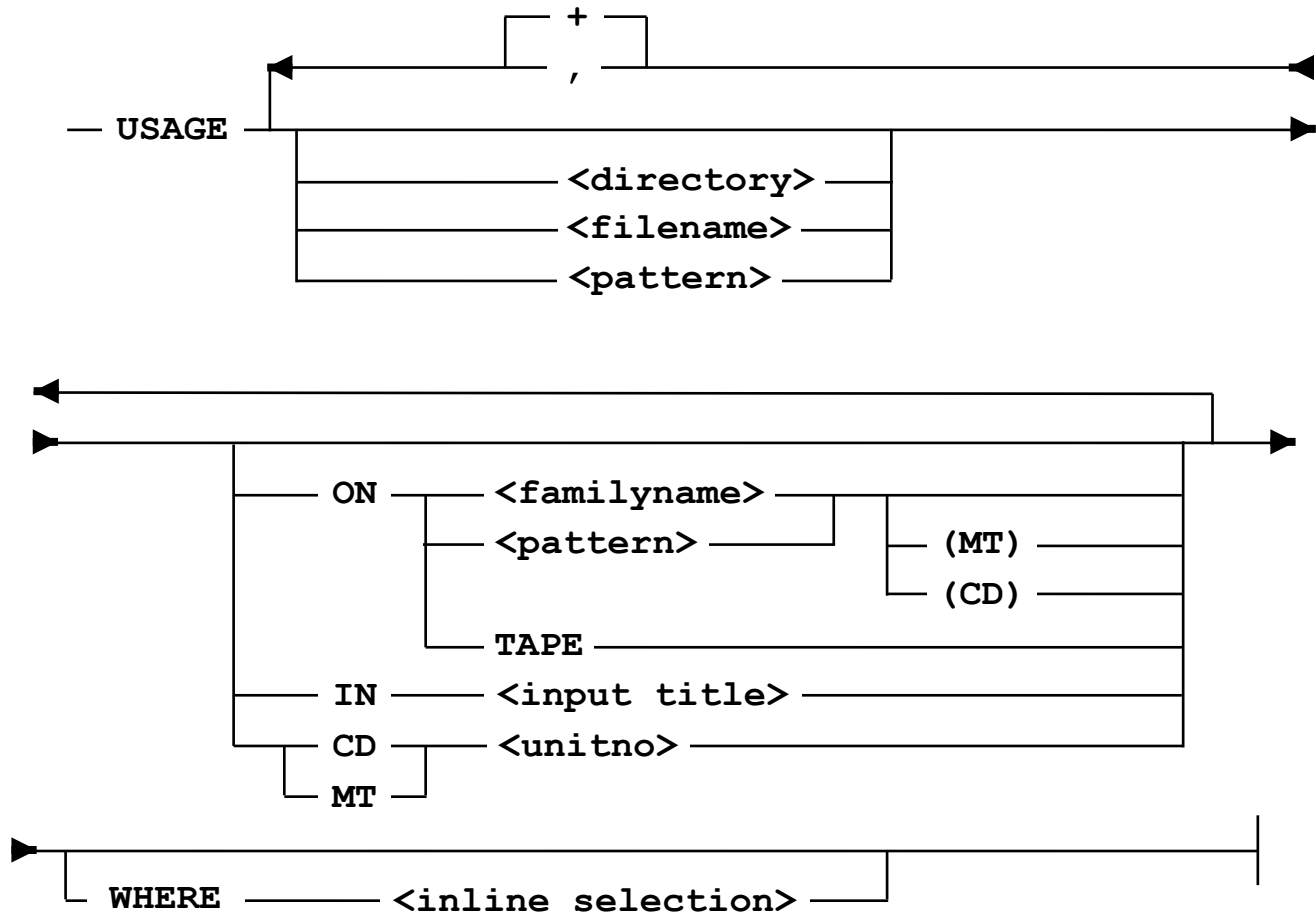 +
,
USAGE
<directory>
<filename>
<pattern>
ON <familyname>
<pattern> (MT)
(CD)
TAPE
IN <input title>
CD <unitno>
MT
WHERE <inline selection>